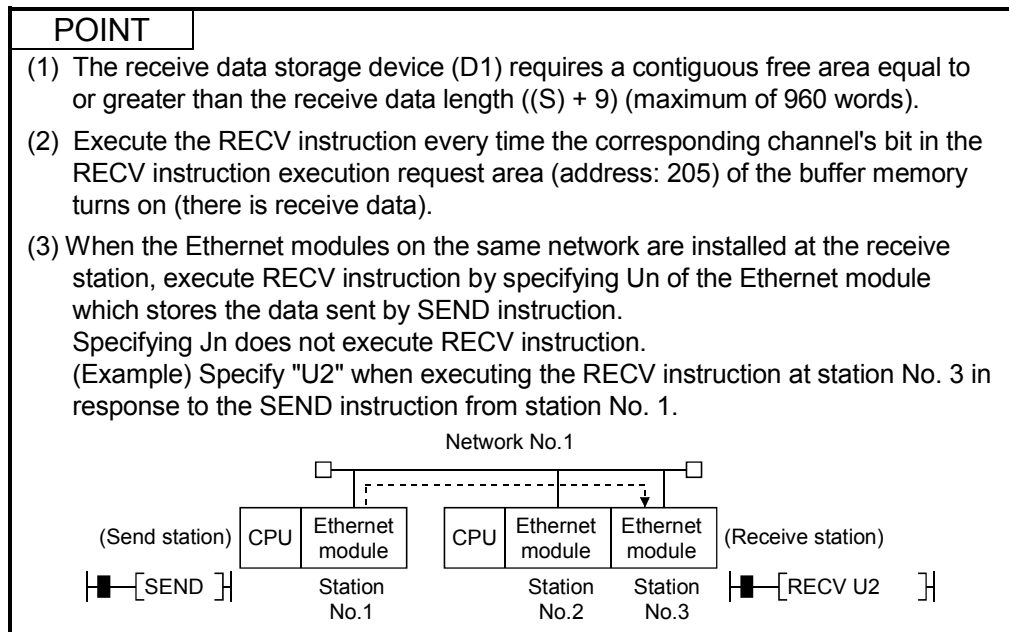 POINT
(1) The receive data storage device (D1) requires a contiguous free area equal to
or greater than the receive data length ((S) + 9) (maximum of 960 words).
(2) Execute the RECV instruction every time the corresponding channel's bit in the
RECV instruction execution request area (address: 205) of the buffer memory
turns on (there is receive data).
(3) When the Ethernet modules on the same network are installed at the receive
station, execute RECV instruction by specifying Un of the Ethernet module
which stores the data sent by SEND instruction.
Specifying Jn does not execute RECV instruction.
(Example) Specify "U2" when executing the RECV instruction at station No. 3 in
response to the SEND instruction from station No. 1.
Network No.1
(Send station) CPU Ethernet module CPU Ethernet module Ethernet module (Receive station)
SEND Station No.1 Station No.2 Station No.3 RECV U2